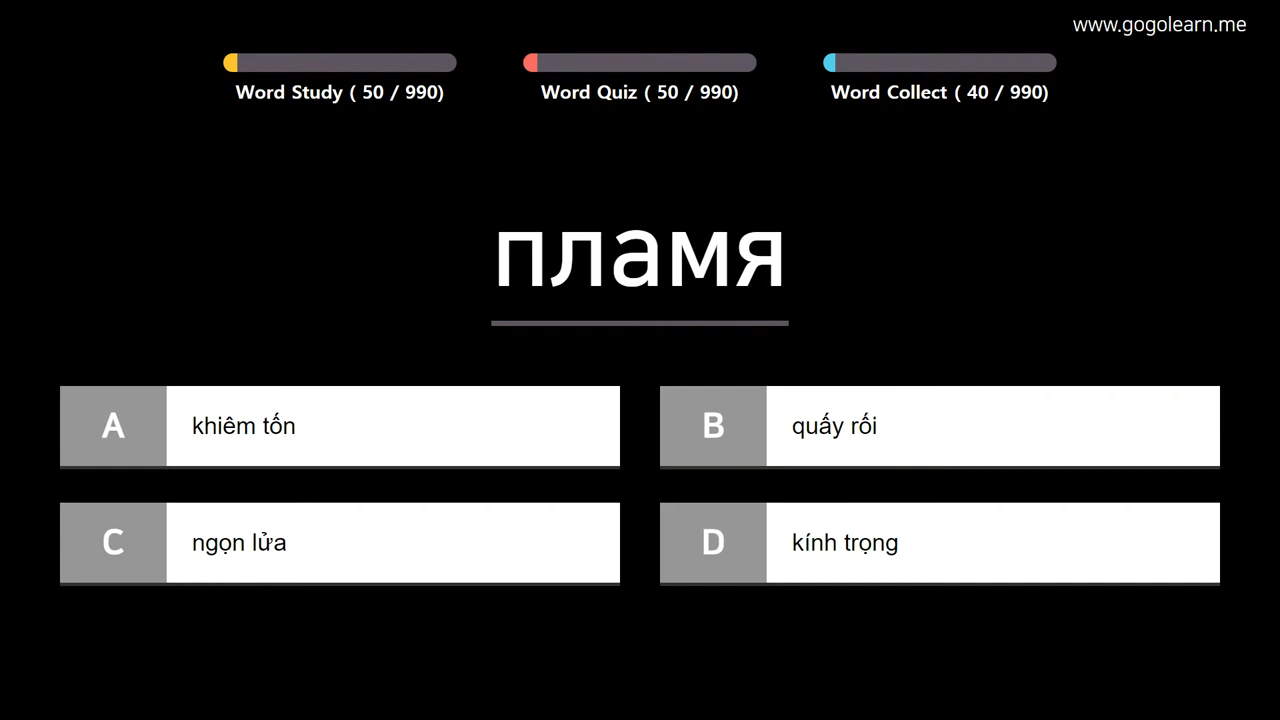 www.gogolearn.me
Word Study ( 50 / 990)
Word Quiz ( 50 / 990)
Word Collect ( 40 / 990)
пламя
A khiêm tốn
B quấy rối
C ngọn lửa
D kính trọng